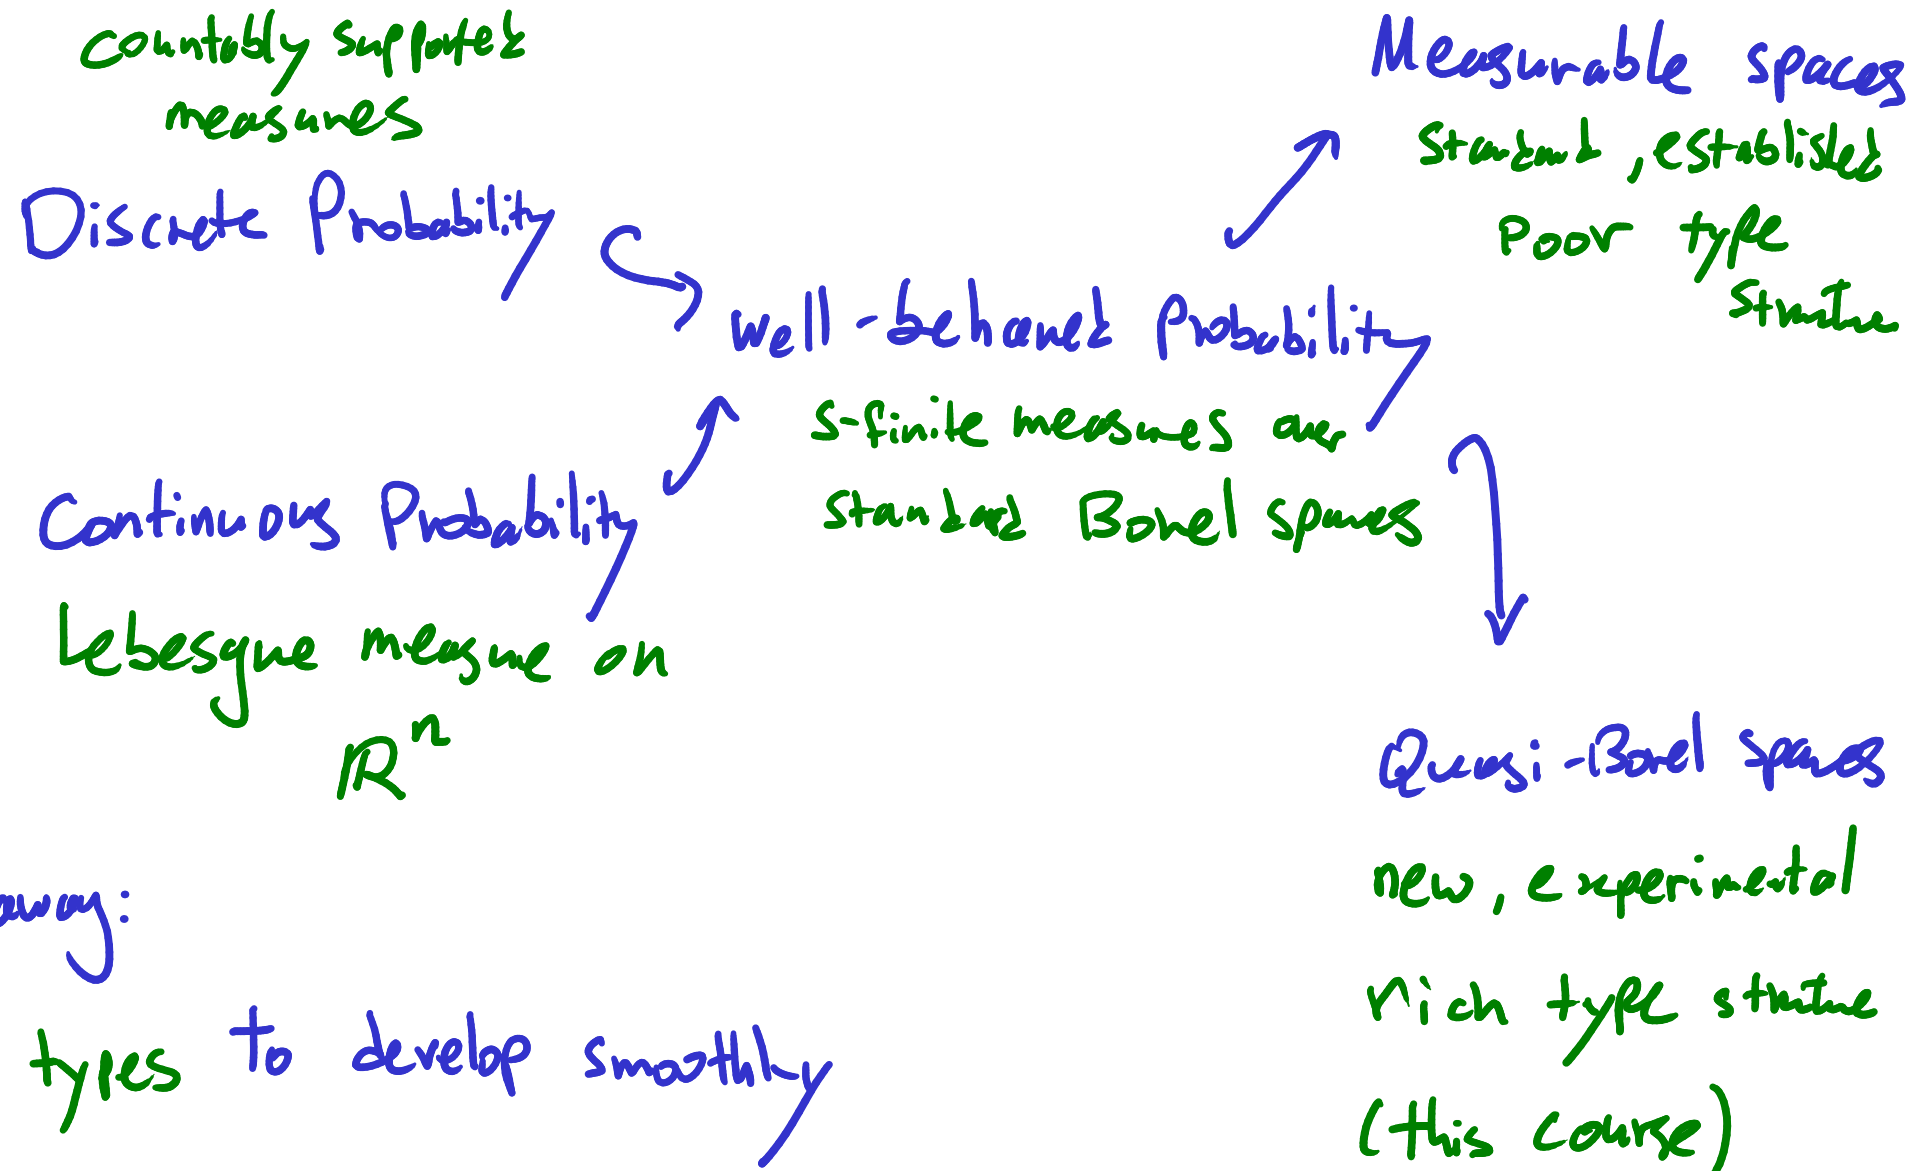 countably supported
measures
Discrete Probability
Measurable spaces
standard, established
poor type
structure
well-behaved Probability
s-finite measures over
standard Borel spaces
Continuous Probability
Lebesgue measure on
ℝⁿ
Quasi-Borel spaces
new, experimental
rich type structure
(this course)
away:
types to develop smoothly